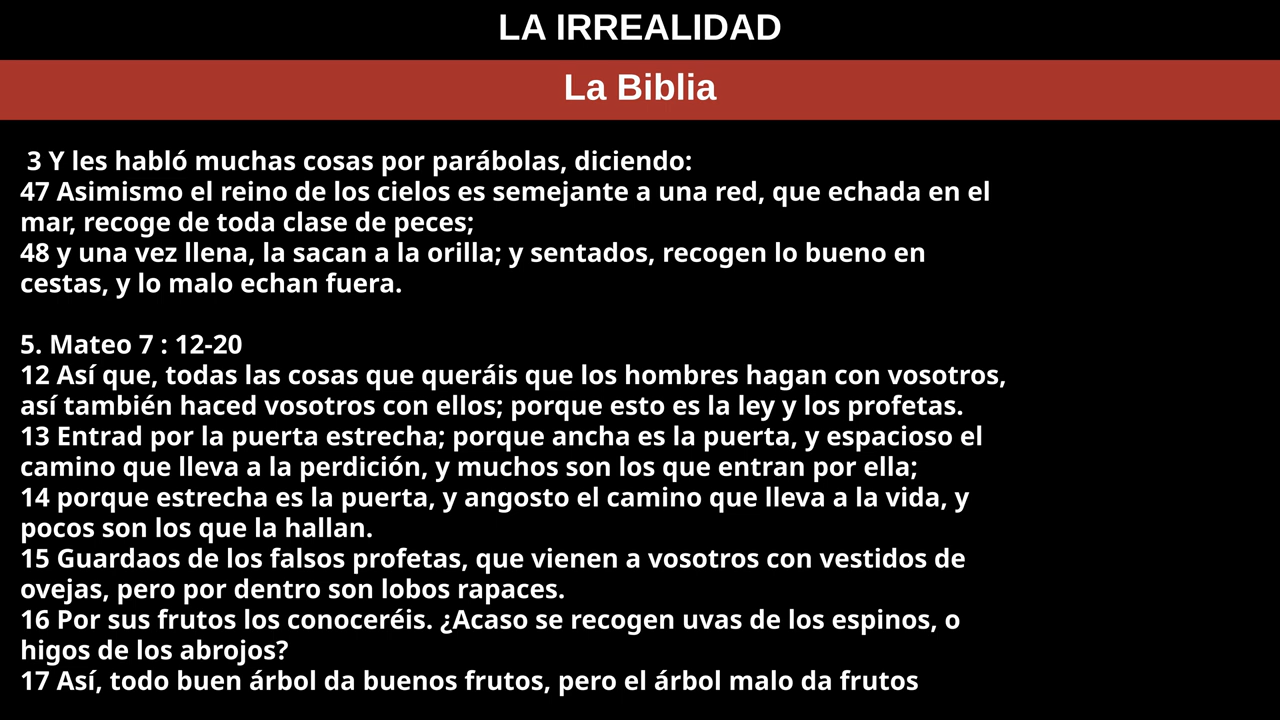 LA IRREALIDAD
La Biblia
3 Y les habló muchas cosas por parábolas, diciendo:
47 Asimismo el reino de los cielos es semejante a una red, que echada en el
mar, recoge de toda clase de peces;
48 y una vez llena, la sacan a la orilla; y sentados, recogen lo bueno en
cestas, y lo malo echan fuera.
5. Mateo 7 : 12-20
12 Así que, todas las cosas que queráis que los hombres hagan con vosotros,
así también haced vosotros con ellos; porque esto es la ley y los profetas.
13 Entrad por la puerta estrecha; porque ancha es la puerta, y espacioso el
camino que lleva a la perdición, y muchos son los que entran por ella;
14 porque estrecha es la puerta, y angosto el camino que lleva a la vida, y
pocos son los que la hallan.
15 Guardaos de los falsos profetas, que vienen a vosotros con vestidos de
ovejas, pero por dentro son lobos rapaces.
16 Por sus frutos los conoceréis. ¿Acaso se recogen uvas de los espinos, o
higos de los abrojos?
17 Así, todo buen árbol da buenos frutos, pero el árbol malo da frutos